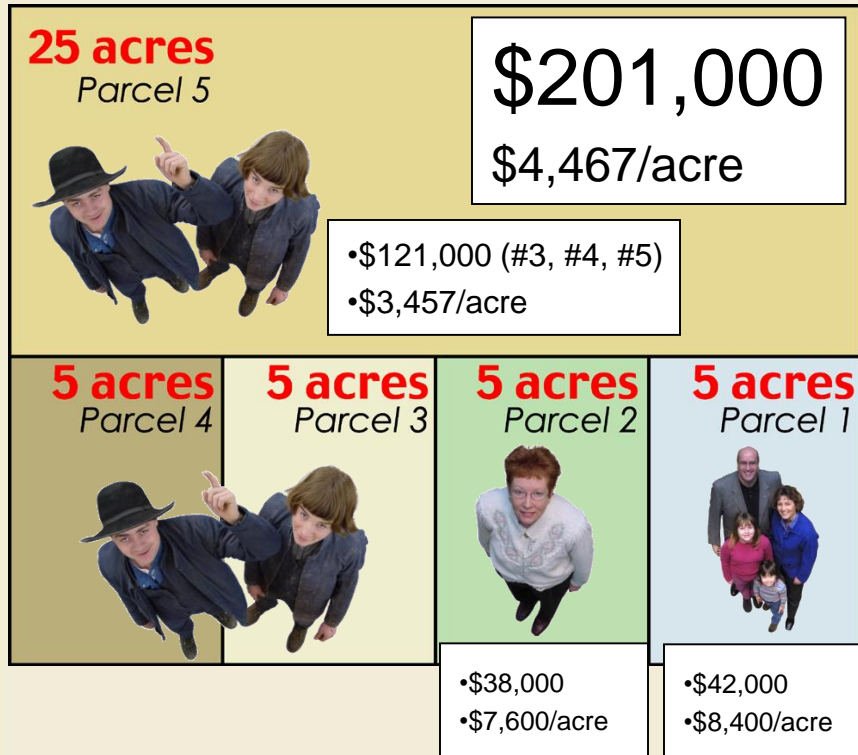 25 acres
Parcel 5
$201,000
$4,467/acre
•$121,000 (#3, #4, #5)
•$3,457/acre
5 acres
Parcel 4
5 acres
Parcel 3
5 acres
Parcel 2
5 acres
Parcel 1
•$38,000
•$7,600/acre
•$42,000
•$8,400/acre